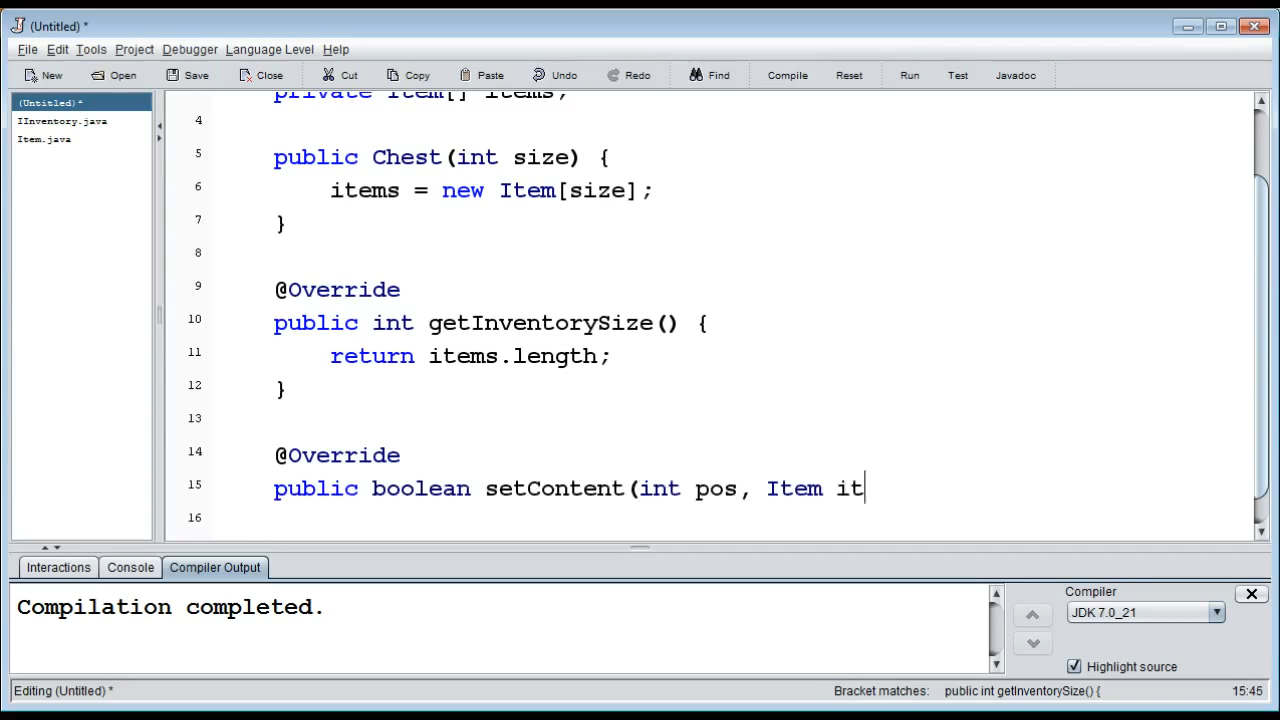 (Untitled) *
File Edit Tools Project Debugger Language Level Help
New Open Save Close Cut Copy Paste Undo Redo Find Compile Reset Run Test Javadoc
(Untitled) *
IInventory.java
Item.java
private Item[] items;
4
5 public Chest(int size) {
6 items = new Item[size];
7 }
8
9 @Override
10 public int getInventorySize() {
11 return items.length;
12 }
13
14 @Override
15 public boolean setContent(int pos, Item it
16
Interactions Console Compiler Output
Compilation completed.
Compiler
JDK 7.0_21
Highlight source
Editing (Untitled) * Bracket matches: public int getInventorySize() { 15:46